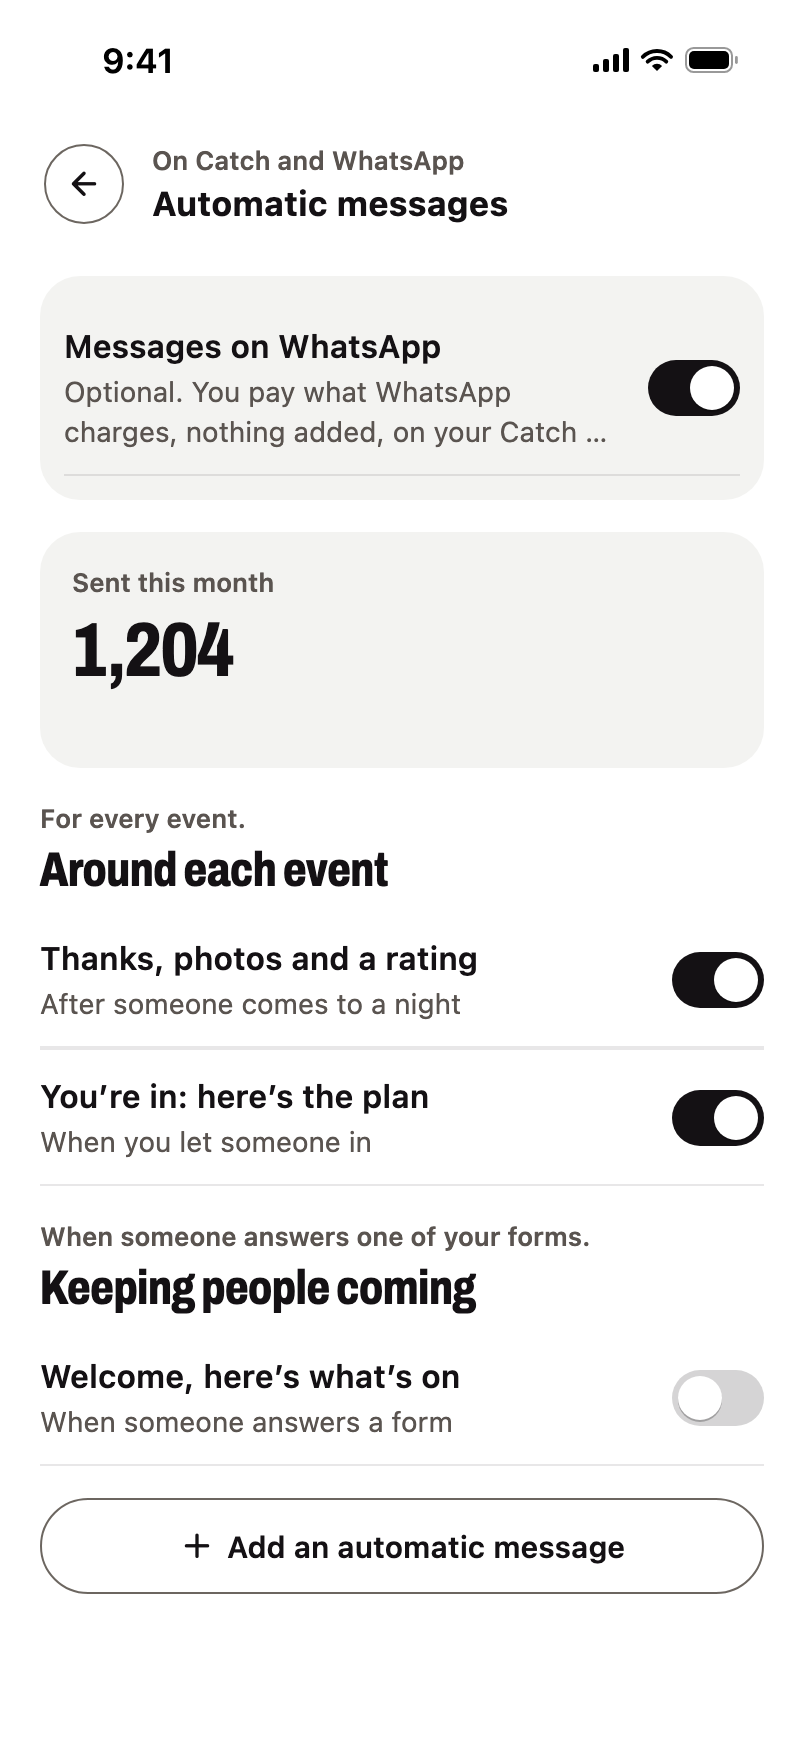 9:41
On Catch and WhatsApp
Automatic messages
Messages on WhatsApp
Optional. You pay what WhatsApp
charges, nothing added, on your Catch ...
Sent this month
1,204
For every event.
Around each event
Thanks, photos and a rating
After someone comes to a night
You’re in: here’s the plan
When you let someone in
When someone answers one of your forms.
Keeping people coming
Welcome, here’s what’s on
When someone answers a form
+ Add an automatic message